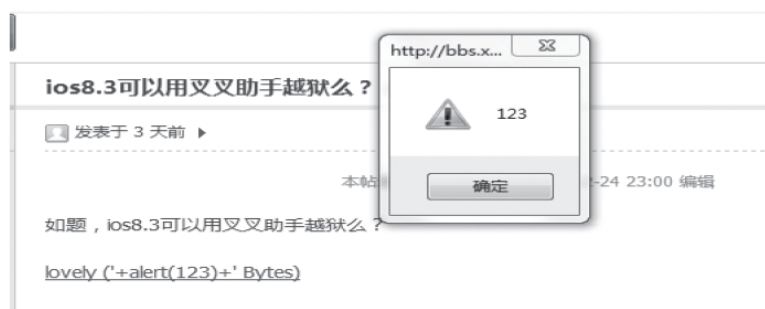 http://bbs.x...
ios8.3可以用叉叉助手越狱么？
123
发表于 3 天前
确定
本帖
-24 23:00 编辑
如题，ios8.3可以用叉叉助手越狱么？
lovely ('+alert(123)+' Bytes)